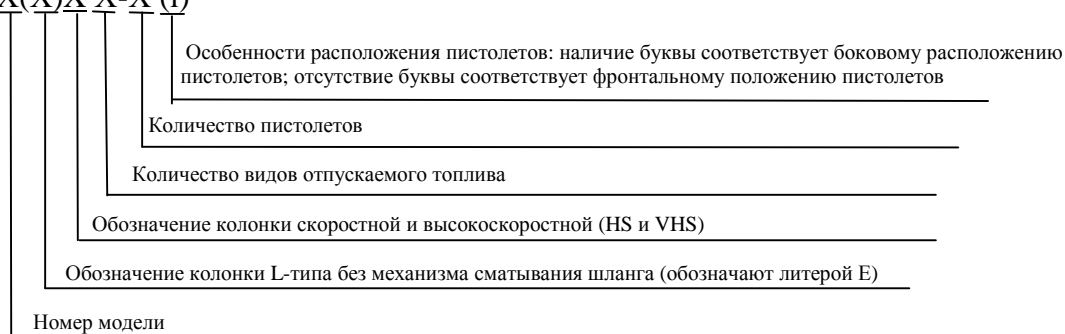 X(X)X X-X (l)
Особенности расположения пистолетов: наличие буквы соответствует боковому расположению
пистолетов; отсутствие буквы соответствует фронтальному положению пистолетов
Количество пистолетов
Количество видов отпускаемого топлива
Обозначение колонки скоростной и высокоскоростной (HS и VHS)
Обозначение колонки L-типа без механизма сматывания шланга (обозначают литерой Е)
Номер модели